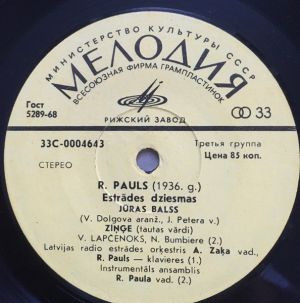 МИНИСТЕРСТВО КУЛЬТУРЫ СССР
МЕЛОДИЯ
ВСЕСОЮЗНАЯ ФИРМА ГРАМПЛАСТИНОК
Гост
5289-68
33
РИЖСКИЙ ЗАВОД
33С-0004643
Третья группа
СТЕРЕО
Цена 85 коп.
R. PAULS (1936. g.)
Estrādes dziesmas
JŪRAS BALSS
(V. Dolgova aranž., J. Petera v.)
ZIŅĢE (tautas vārdi)
V. LAPČENOKS, N. Bumbiere (2.)
Latvijas radio estrādes orķestris A. Zaķa vad.,
R. Pauls — klavieres (1.)
Instrumentāls ansamblis
R. Paula vad. (2.)